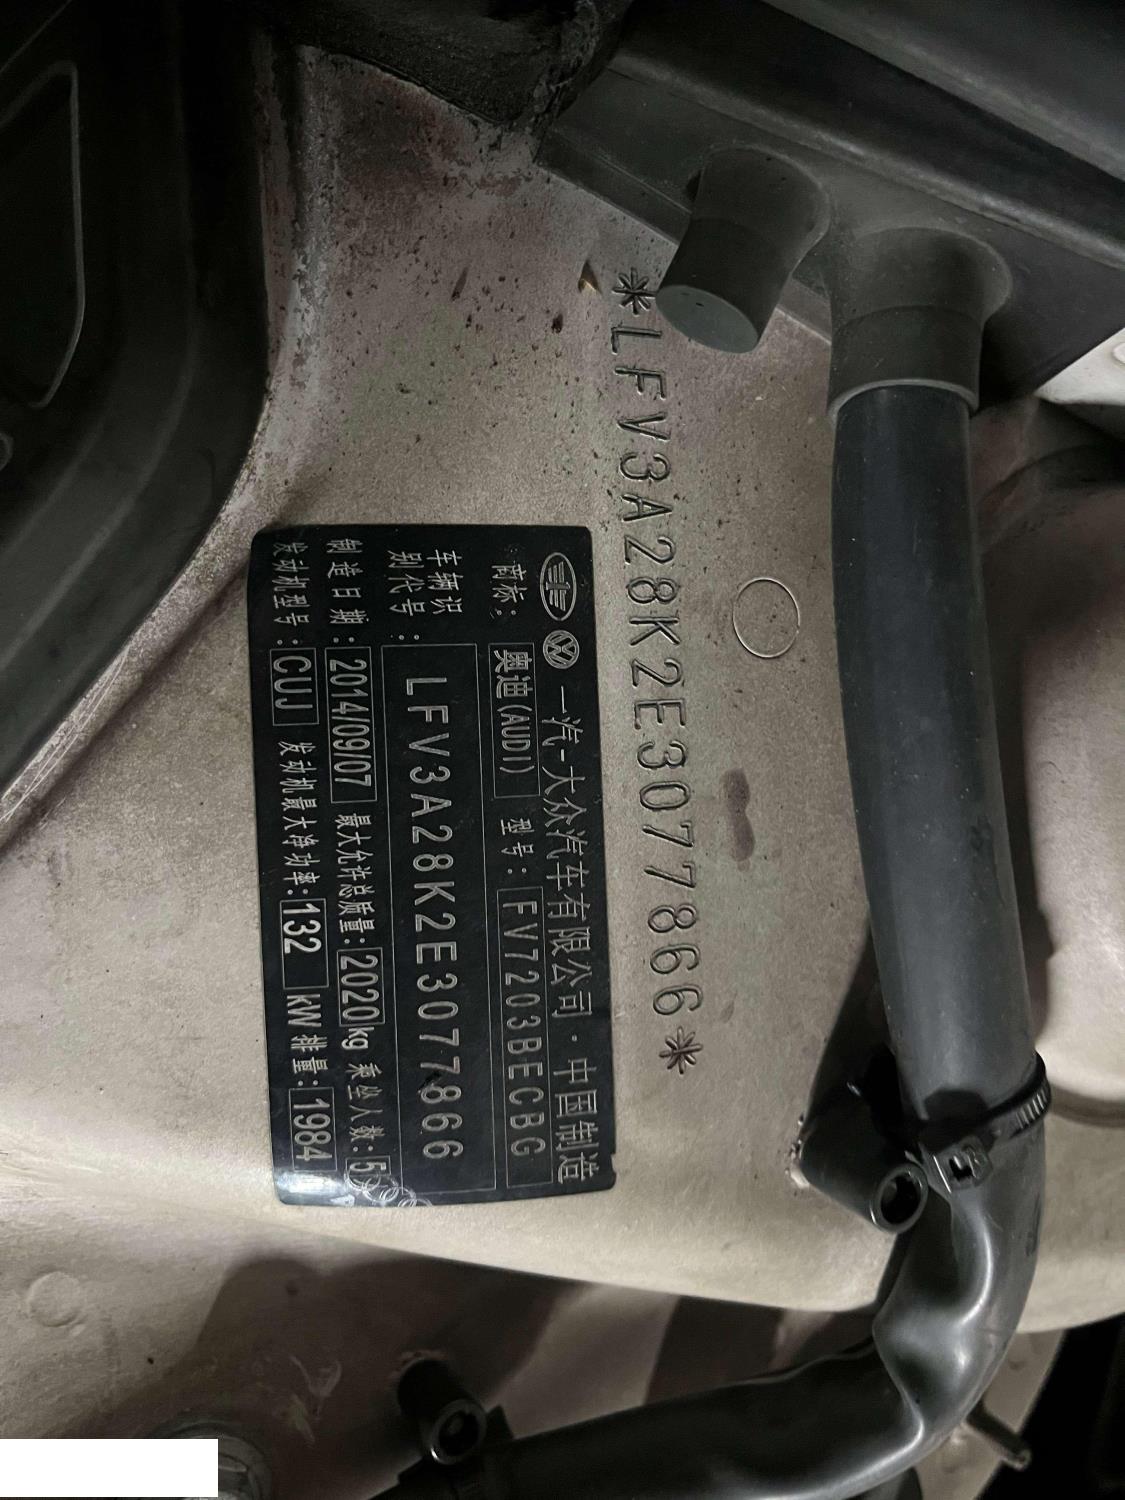 *LFV3A28K2E3077866*
一汽-大众汽车有限公司·中国制造
商标: 奥迪(AUDI) 型号: FV7203BECBG
车辆识别代号: LFV3A28K2E3077866
制造日期: 2014/09/07 最大允许总质量: 2020kg 乘坐人数: 5
发动机型号: CUJ 发动机最大净功率: 132 kW 排量: 1984